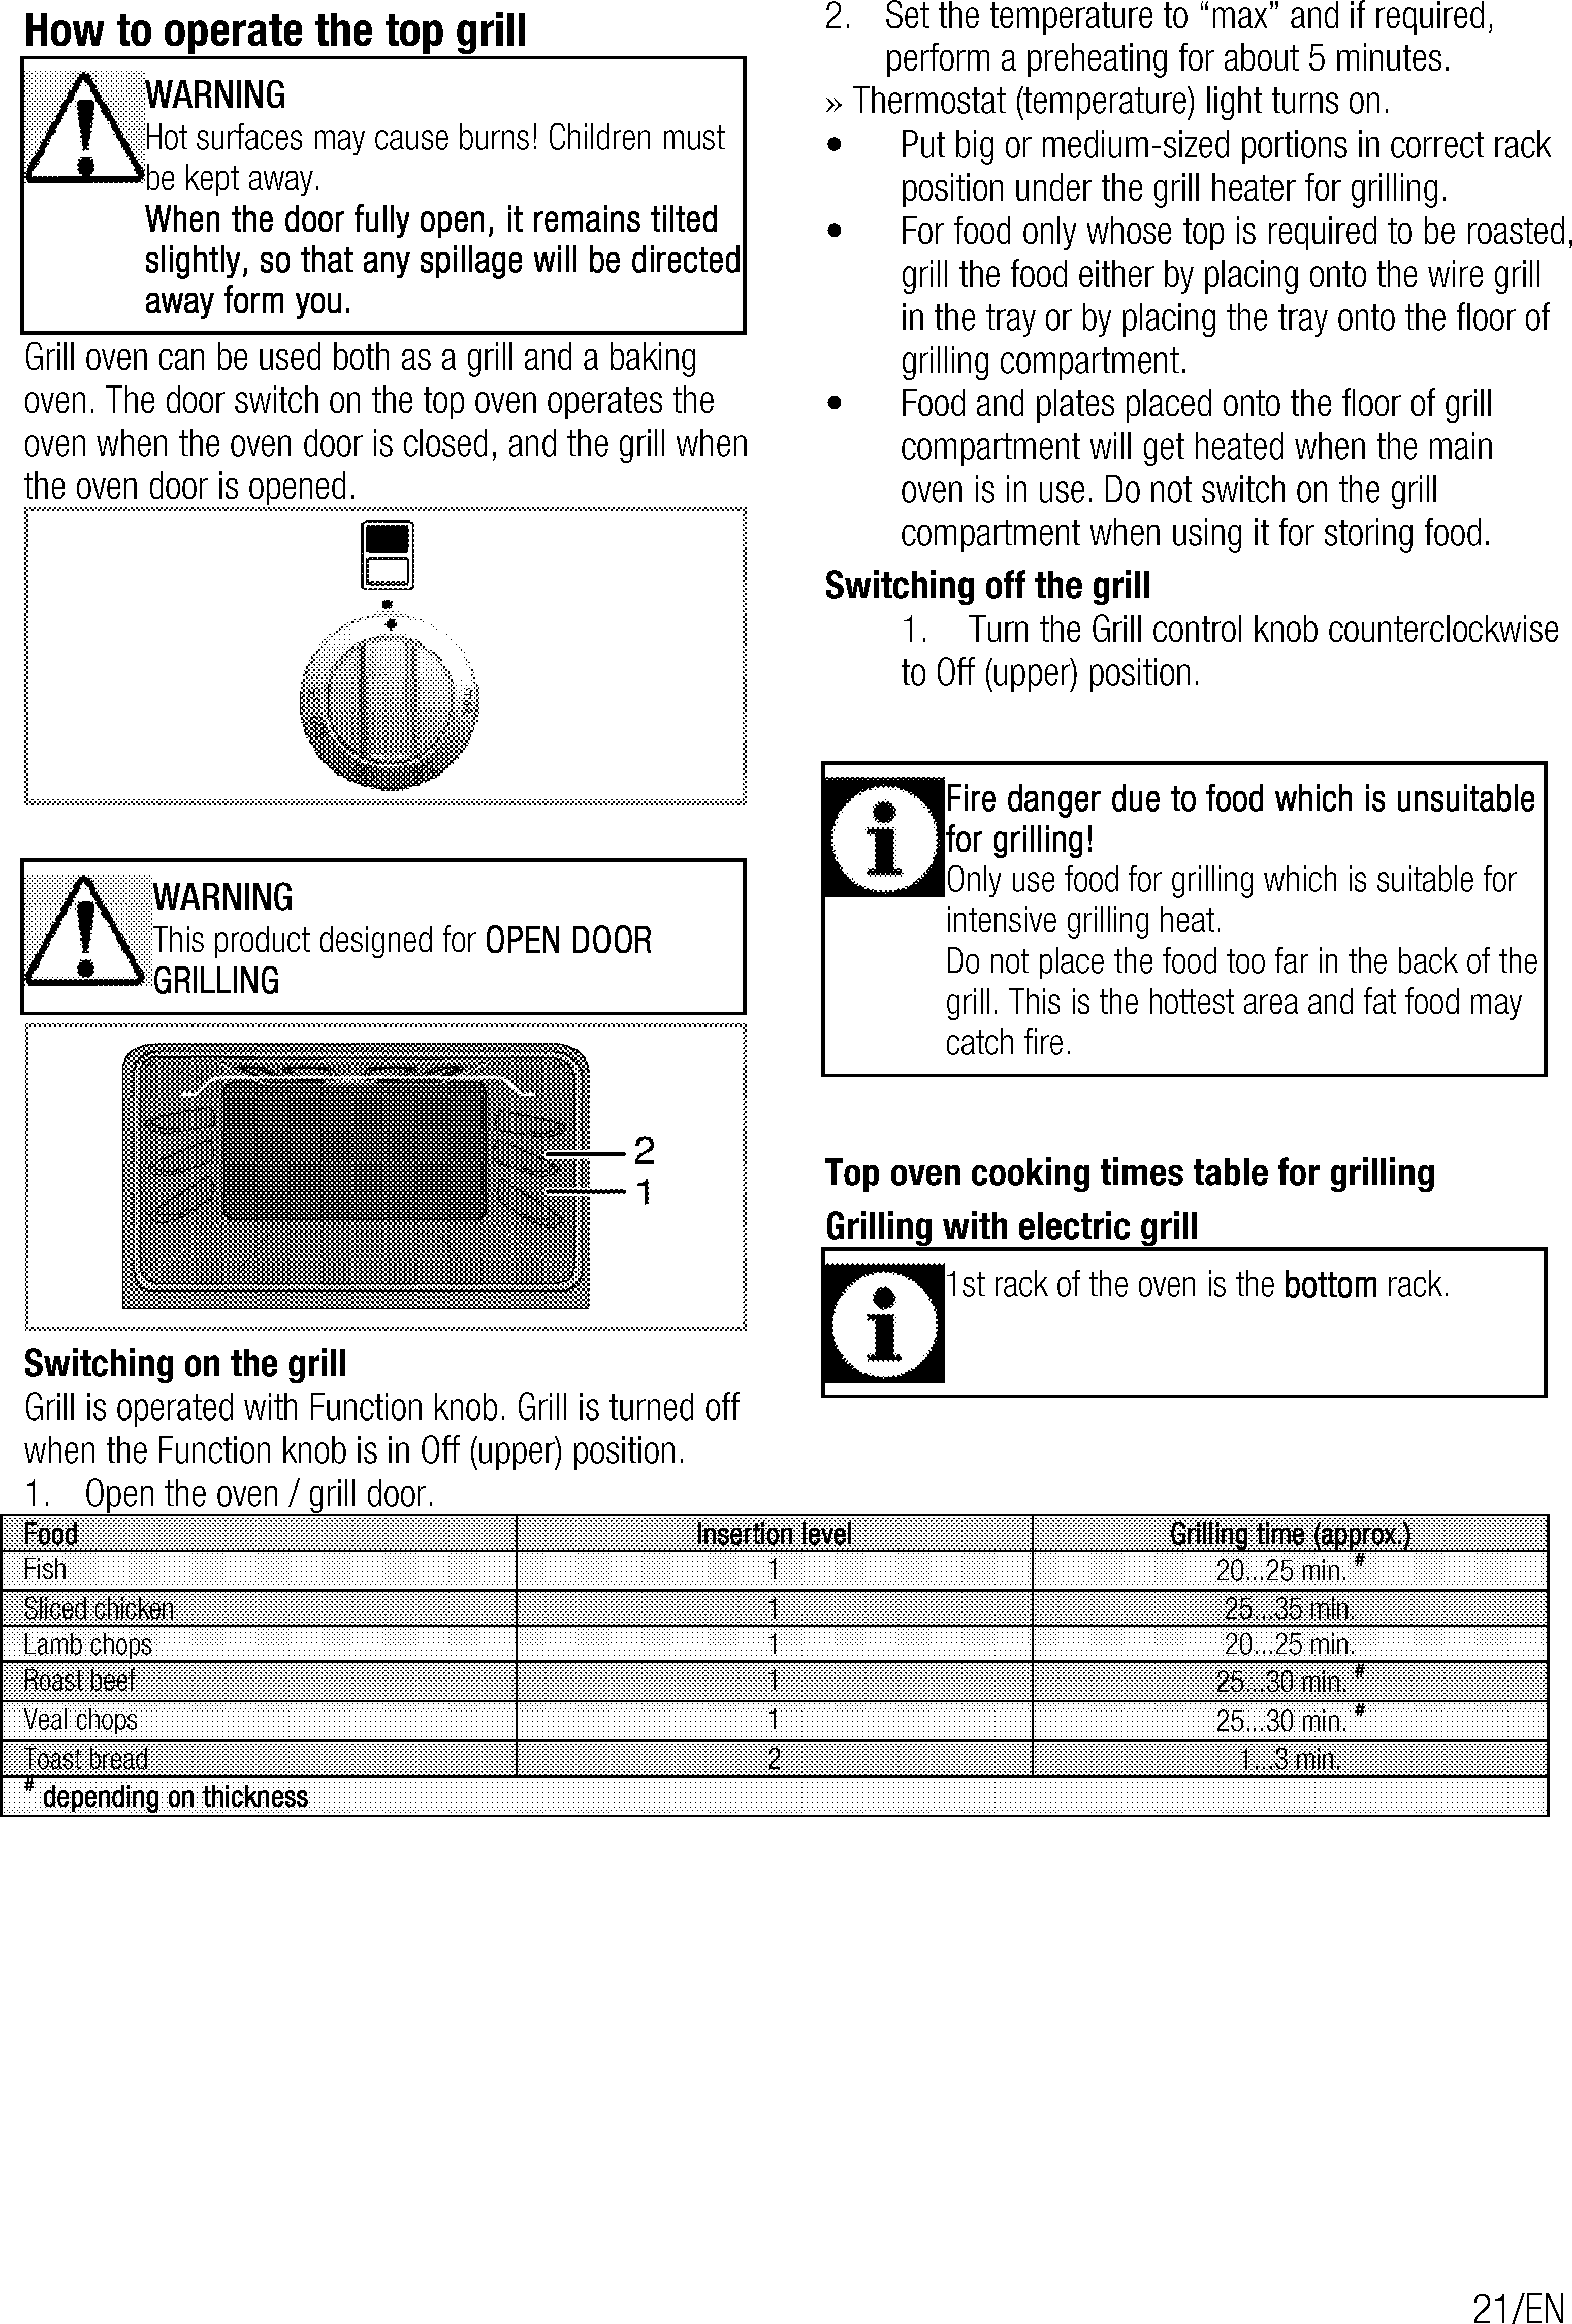 How to operate the top grill
WARNING
Hot surfaces may cause burns! Children must
be kept away.
When the door fully open, it remains tilted
slightly, so that any spillage will be directed
away form you.
Grill oven can be used both as a grill and a baking
oven. The door switch on the top oven operates the
oven when the oven door is closed, and the grill when
the oven door is opened.
WARNING
This product designed for OPEN DOOR
GRILLING
2
1
Switching on the grill
Grill is operated with Function knob. Grill is turned off
when the Function knob is in Off (upper) position.
1. Open the oven / grill door.
2. Set the temperature to “max” and if required,
perform a preheating for about 5 minutes.
» Thermostat (temperature) light turns on.
• Put big or medium-sized portions in correct rack
position under the grill heater for grilling.
• For food only whose top is required to be roasted,
grill the food either by placing onto the wire grill
in the tray or by placing the tray onto the floor of
grilling compartment.
• Food and plates placed onto the floor of grill
compartment will get heated when the main
oven is in use. Do not switch on the grill
compartment when using it for storing food.
Switching off the grill
1. Turn the Grill control knob counterclockwise
to Off (upper) position.
Fire danger due to food which is unsuitable
for grilling!
Only use food for grilling which is suitable for
intensive grilling heat.
Do not place the food too far in the back of the
grill. This is the hottest area and fat food may
catch fire.
Top oven cooking times table for grilling
Grilling with electric grill
1st rack of the oven is the bottom rack.
Food Insertion level Grilling time (approx.)
Fish 1 20...25 min. #
Sliced chicken 1 25...35 min.
Lamb chops 1 20...25 min.
Roast beef 1 25...30 min. #
Veal chops 1 25...30 min. #
Toast bread 2 1...3 min.
# depending on thickness
21/EN